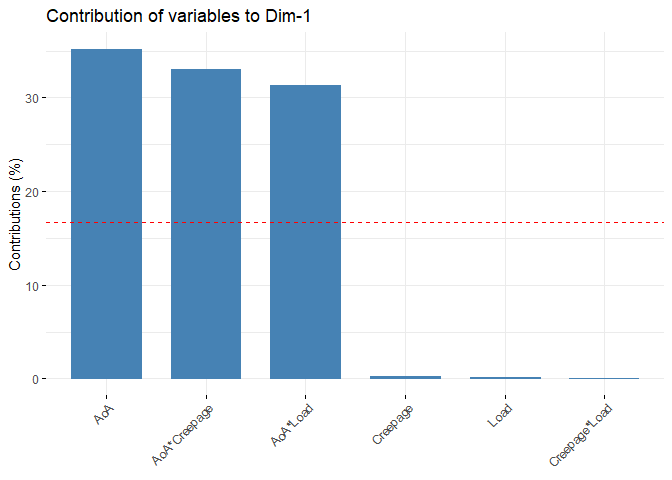 Contribution of variables to Dim-1
Contributions (%)
30
20
10
0
AoA
AoA*Creepage
AoA*Load
Creepage
Load
Creepage*Load